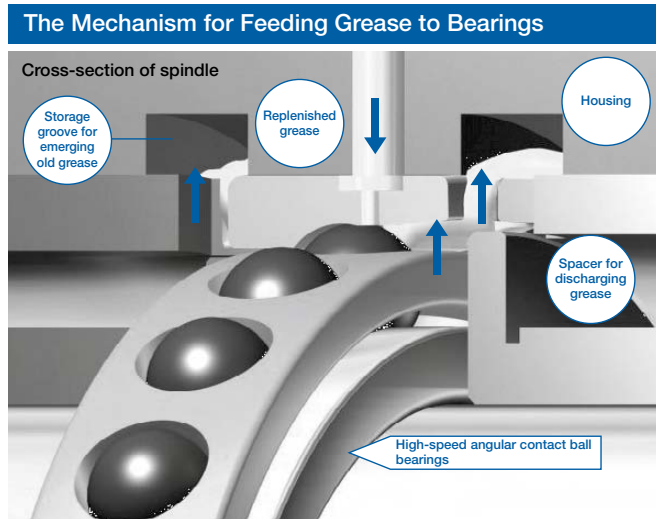 The Mechanism for Feeding Grease to Bearings
Cross-section of spindle
Storage
groove for
emerging
old grease
Replenished
grease
Housing
Spacer for
discharging
grease
High-speed angular contact ball
bearings